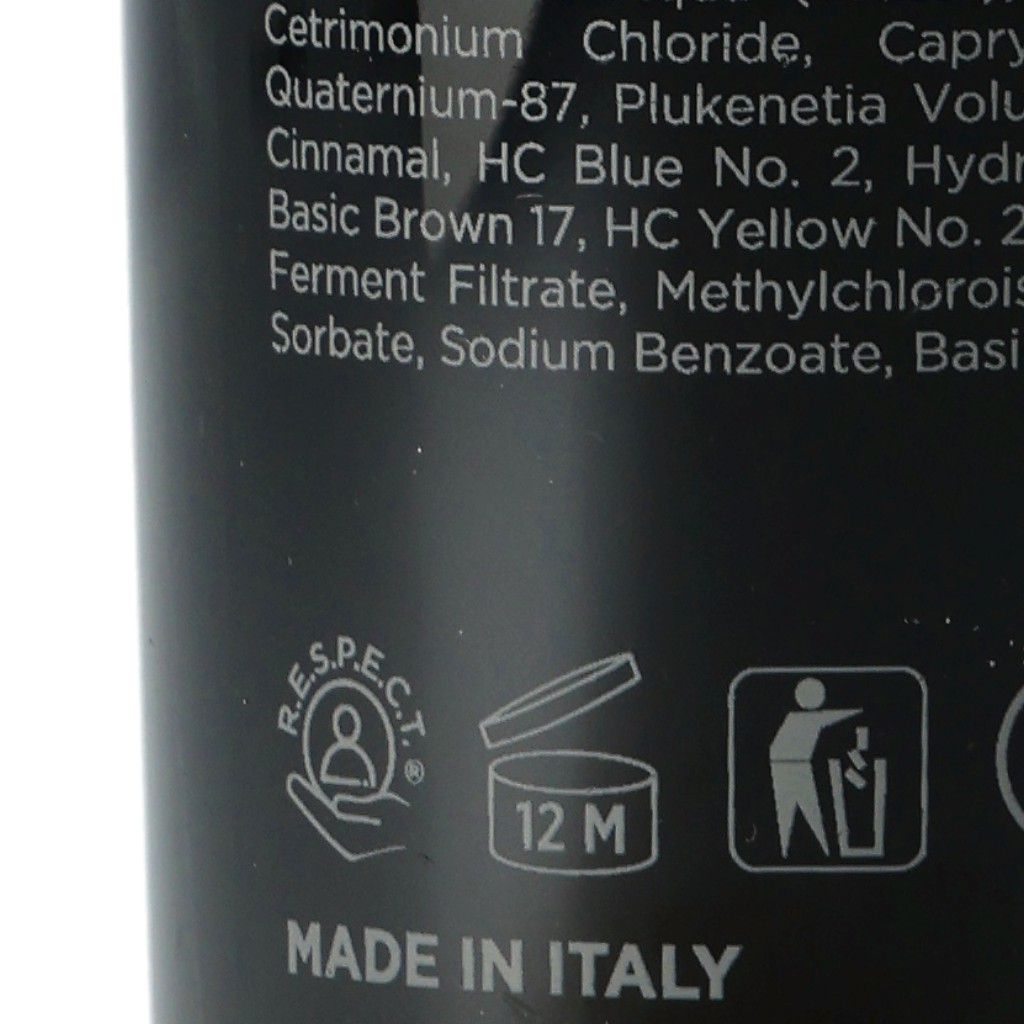 Cetrimonium Chloride, Capry
Quaternium-87, Plukenetia Volu
Cinnamal, HC Blue No. 2, Hydr
Basic Brown 17, HC Yellow No. 2
Ferment Filtrate, Methylchlorois
Sorbate, Sodium Benzoate, Basi
R.E.S.P.E.C.T.®
12 M
MADE IN ITALY